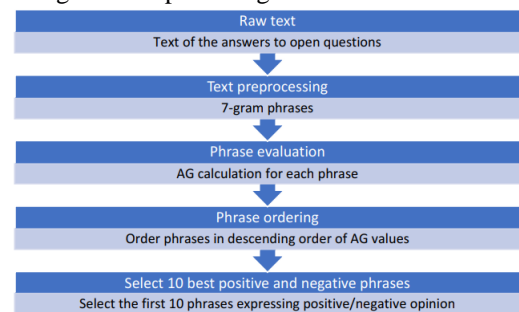 Raw text
Text of the answers to open questions
Text preprocessing
7-gram phrases
Phrase evaluation
AG calculation for each phrase
Phrase ordering
Order phrases in descending order of AG values
Select 10 best positive and negative phrases
Select the first 10 phrases expressing positive/negative opinion